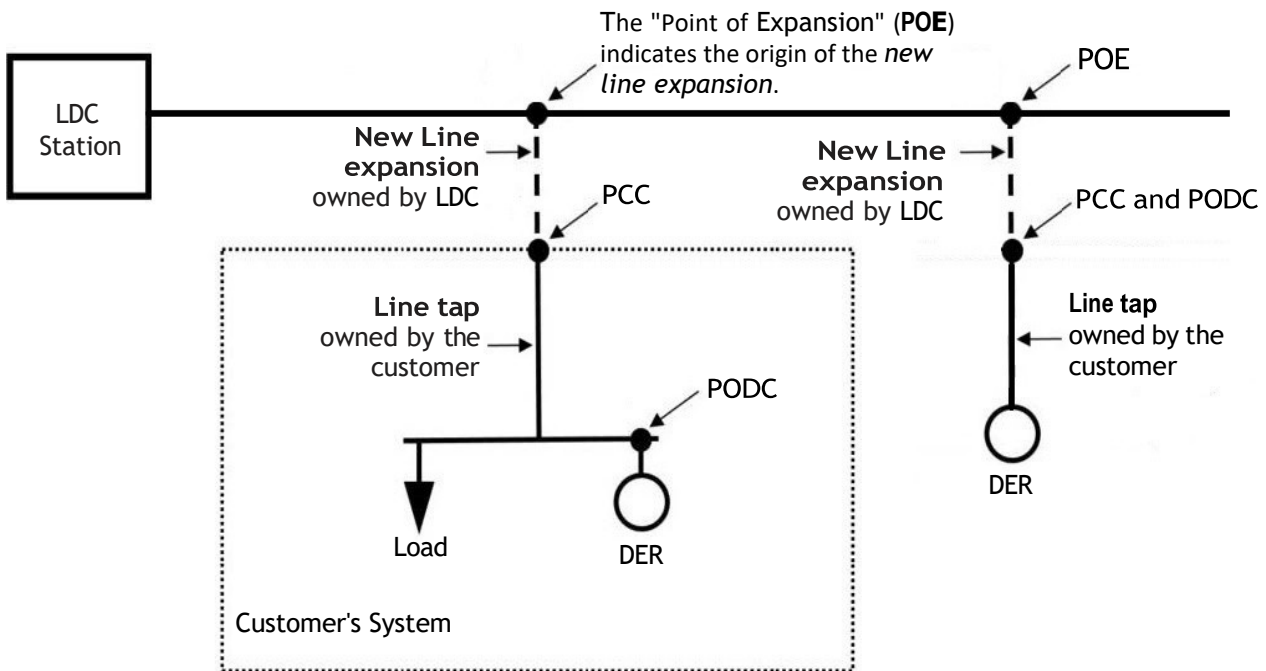 The "Point of Expansion" (POE)
indicates the origin of the new
line expansion.
POE
LDC
Station
New Line
expansion
owned by LDC
New Line
expansion
owned by LDC
PCC
PCC and PODC
Line tap
owned by the
customer
Line tap
owned by the
customer
PODC
DER
Load
DER
Customer's System